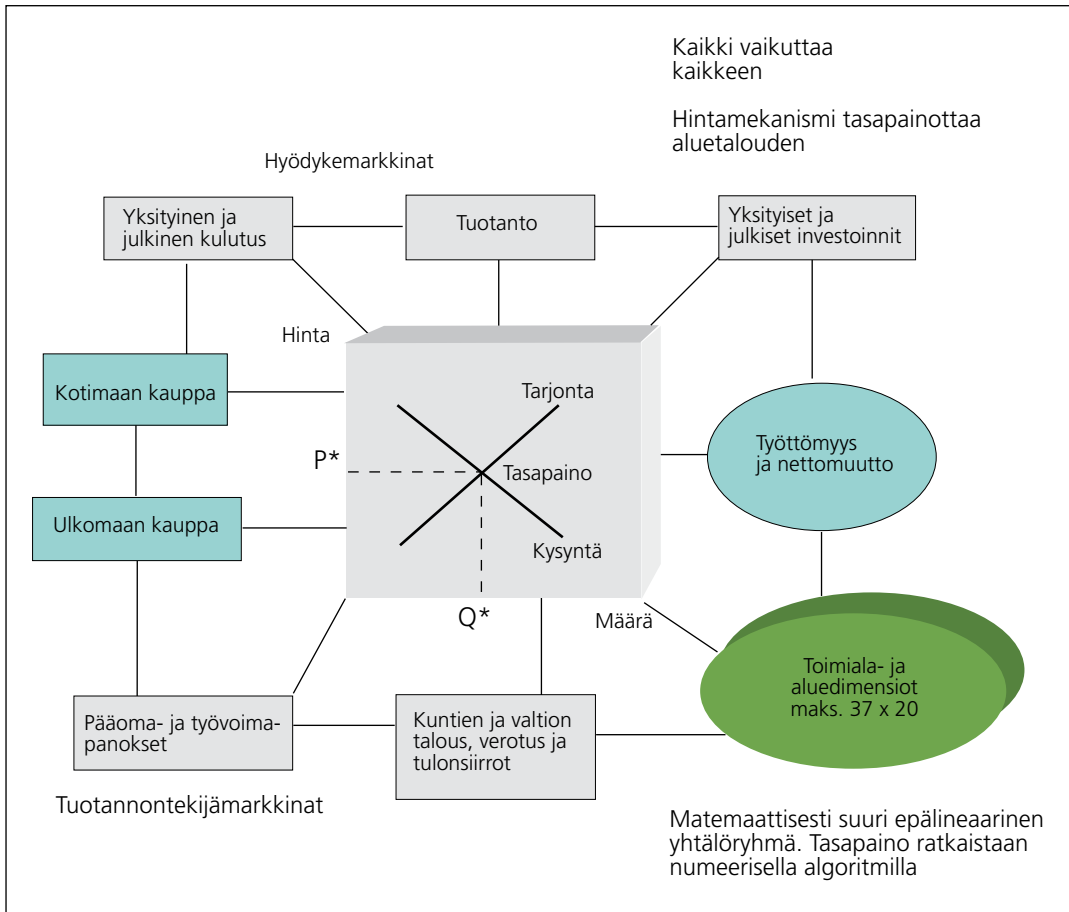 Kaikki vaikuttaa
kaikkeen
Hintamekanismi tasapainottaa
aluetalouden
Hyödykemarkkinat
Yksityinen ja
julkinen kulutus
Tuotanto
Yksityiset ja
julkiset investoinnit
Hinta
Kotimaan kauppa
Tarjonta
Työttömyys
ja nettomuutto
P*
Tasapaino
Ulkomaan kauppa
Kysyntä
Q*
Määrä
Toimiala- ja
aluedimensiot
maks. 37 x 20
Pääoma- ja työvoima-
panokset
Kuntien ja valtion
talous, verotus ja
tulonsiirrot
Tuotannontekijämarkkinat
Matemaattisesti suuri epälineaarinen
yhtälöryhmä. Tasapaino ratkaistaan
numeerisella algoritmilla